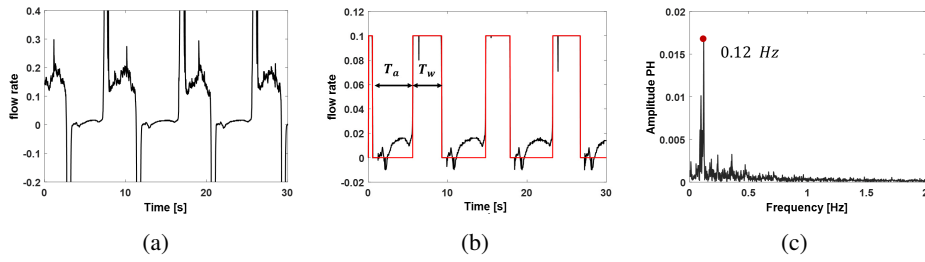 0.4
0.3
0.2
0.1
0
-0.1
-0.2
flow rate
0
10
20
30
Time [s]
(a)
0.12
0.1
0.08
0.06
0.04
0.02
0
-0.02
flow rate
T_a
T_w
0
10
20
30
Time [s]
(b)
0.02
0.015
0.01
0.005
0
Amplitude PH
0.12 Hz
0
0.5
1
1.5
2
Frequency [Hz]
(c)